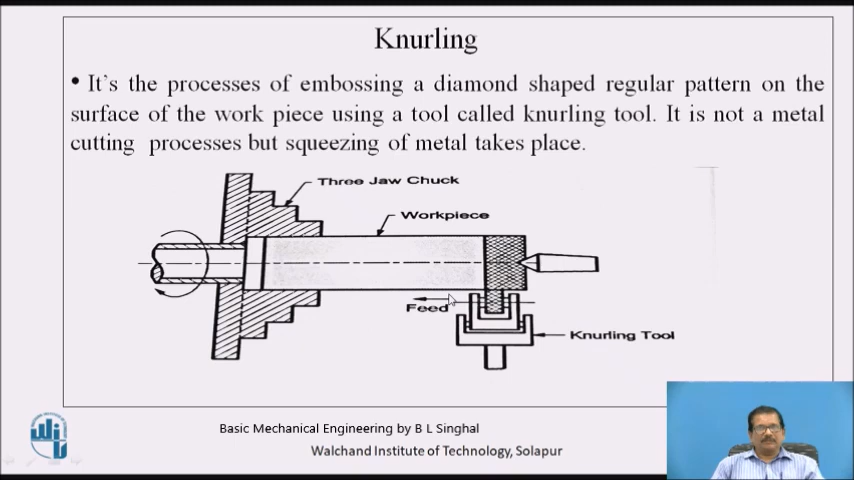 Knurling
• It's the processes of embossing a diamond shaped regular pattern on the
surface of the work piece using a tool called knurling tool. It is not a metal
cutting processes but squeezing of metal takes place.
Three Jaw Chuck
Workpiece
Feed
Knurling Tool
Basic Mechanical Engineering by B L Singhal
Walchand Institute of Technology, Solapur